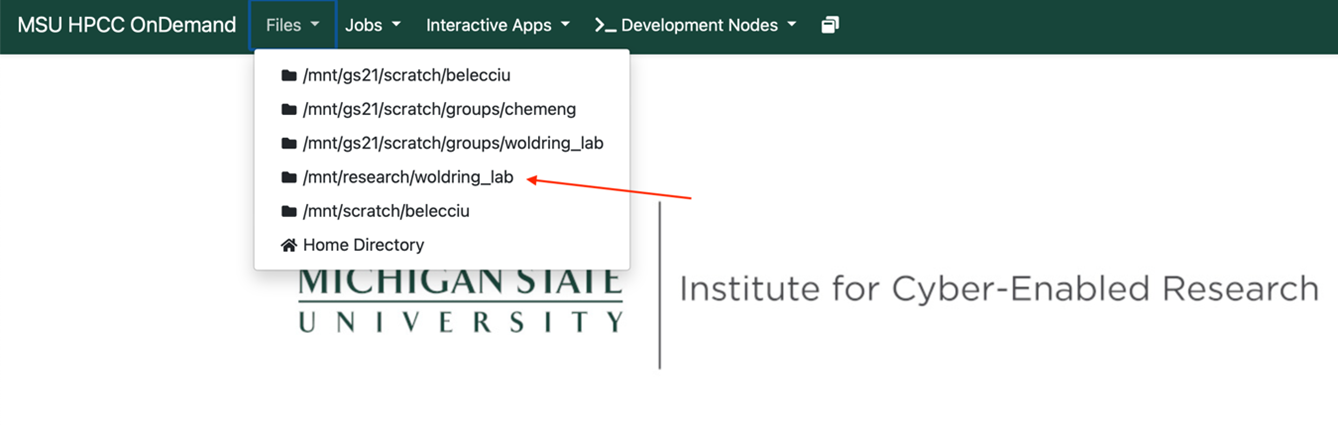 MSU HPCC OnDemand Files Jobs Interactive Apps >_ Development Nodes
/mnt/gs21/scratch/belecciu
/mnt/gs21/scratch/groups/chemeng
/mnt/gs21/scratch/groups/woldring_lab
/mnt/research/woldring_lab
/mnt/scratch/belecciu
Home Directory
MICHIGAN STATE
UNIVERSITY
Institute for Cyber-Enabled Research